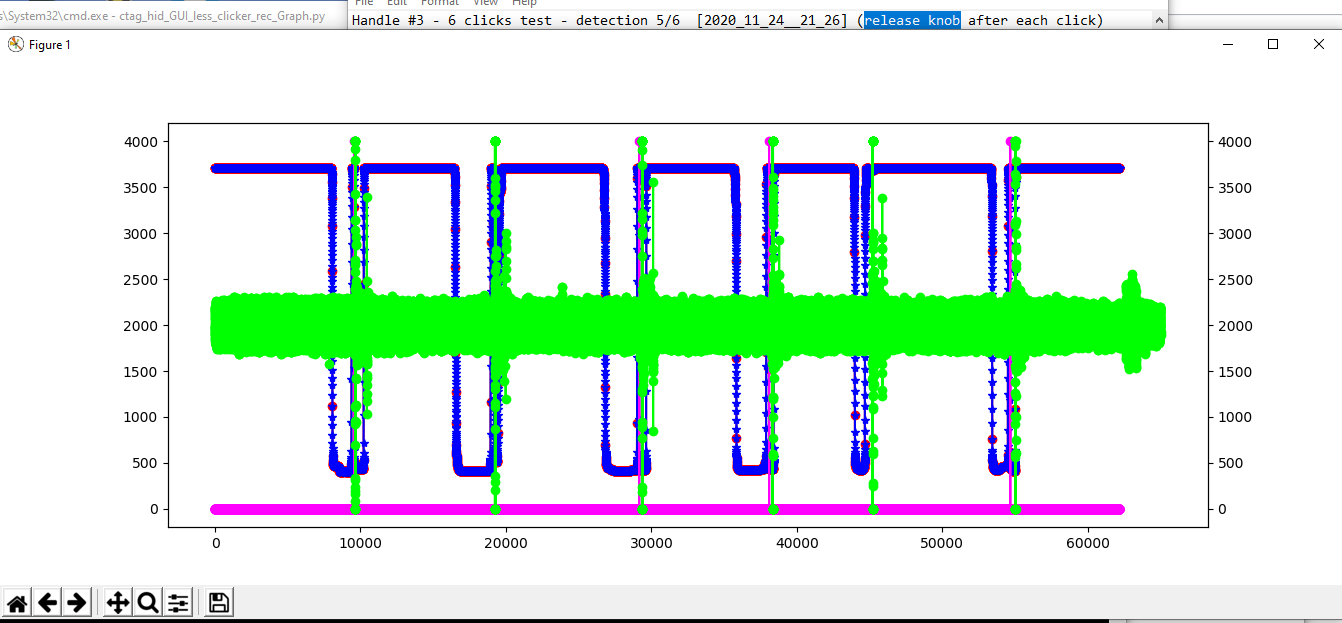 File Edit Format View Help
s\System32\cmd.exe - ctag_hid_GUI_less_clicker_rec_Graph.py
Handle #3 - 6 clicks test - detection 5/6 [2020_11_24__21_26] (release knob after each click)
Figure 1
4000 4000
3500 3500
3000 3000
2500 2500
2000 2000
1500 1500
1000 1000
500 500
0 0
0 10000 20000 30000 40000 50000 60000